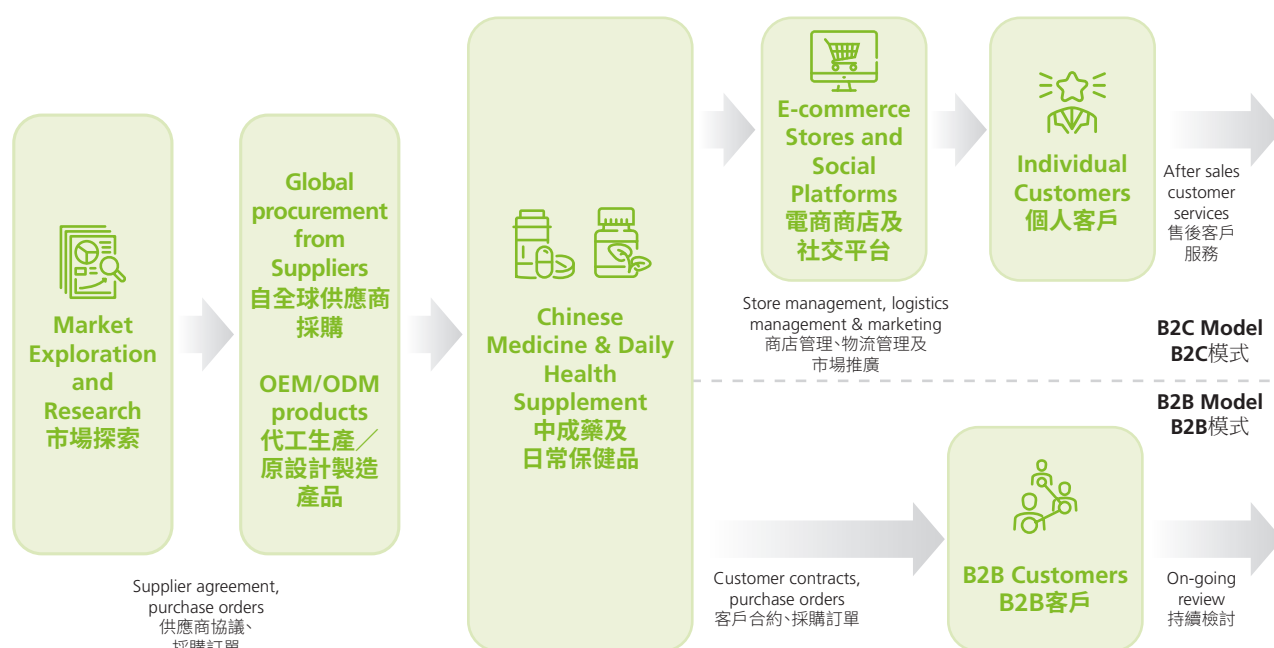 Market
Exploration
and
Research
市場探索
Supplier agreement,
purchase orders
供應商協議、
採購訂單
Global
procurement
from
Suppliers
自全球供應商
採購
OEM/ODM
products
代工生產／
原設計製造
產品
Chinese
Medicine & Daily
Health
Supplement
中成藥及
日常保健品
E-commerce
Stores and
Social
Platforms
電商商店及
社交平台
Store management, logistics
management & marketing
商店管理、物流管理及
市場推廣
Individual
Customers
個人客戶
After sales
customer
services
售後客戶
服務
B2C Model
B2C模式
B2B Model
B2B模式
Customer contracts,
purchase orders
客戶合約、採購訂單
B2B Customers
B2B客戶
On-going
review
持續檢討